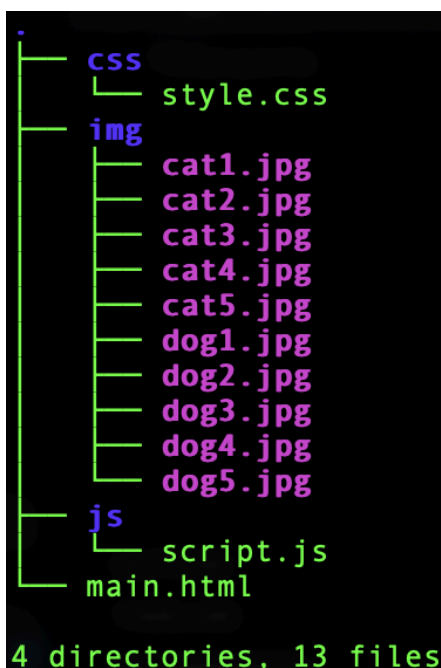 .
├── css
│   └── style.css
├── img
│   ├── cat1.jpg
│   ├── cat2.jpg
│   ├── cat3.jpg
│   ├── cat4.jpg
│   ├── cat5.jpg
│   ├── dog1.jpg
│   ├── dog2.jpg
│   ├── dog3.jpg
│   ├── dog4.jpg
│   └── dog5.jpg
├── js
│   └── script.js
└── main.html
4 directories, 13 files